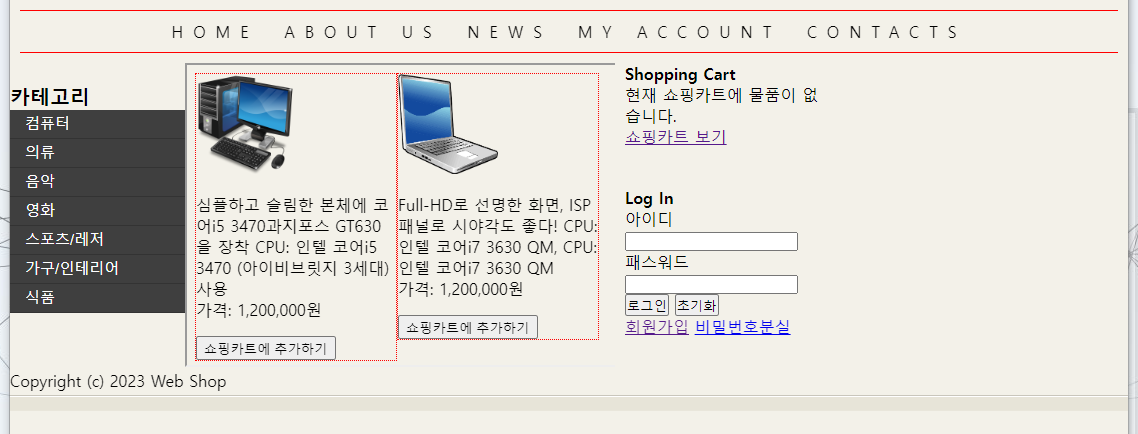 HOME ABOUT US NEWS MY ACCOUNT CONTACTS
카테고리
컴퓨터
의류
음악
영화
스포츠/레저
가구/인테리어
식품
심플하고 슬림한 본체에 코
어i5 3470과지포스 GT630
을 장착 CPU: 인텔 코어i5
3470 (아이비브릿지 3세대)
사용
가격: 1,200,000원
쇼핑카트에 추가하기
Full-HD로 선명한 화면, ISP
패널로 시야각도 좋다! CPU:
인텔 코어i7 3630 QM, CPU:
인텔 코어i7 3630 QM
가격: 1,200,000원
쇼핑카트에 추가하기
Shopping Cart
현재 쇼핑카트에 물품이 없
습니다.
쇼핑카트 보기
Log In
아이디
패스워드
로그인 초기화
회원가입 비밀번호분실
Copyright (c) 2023 Web Shop